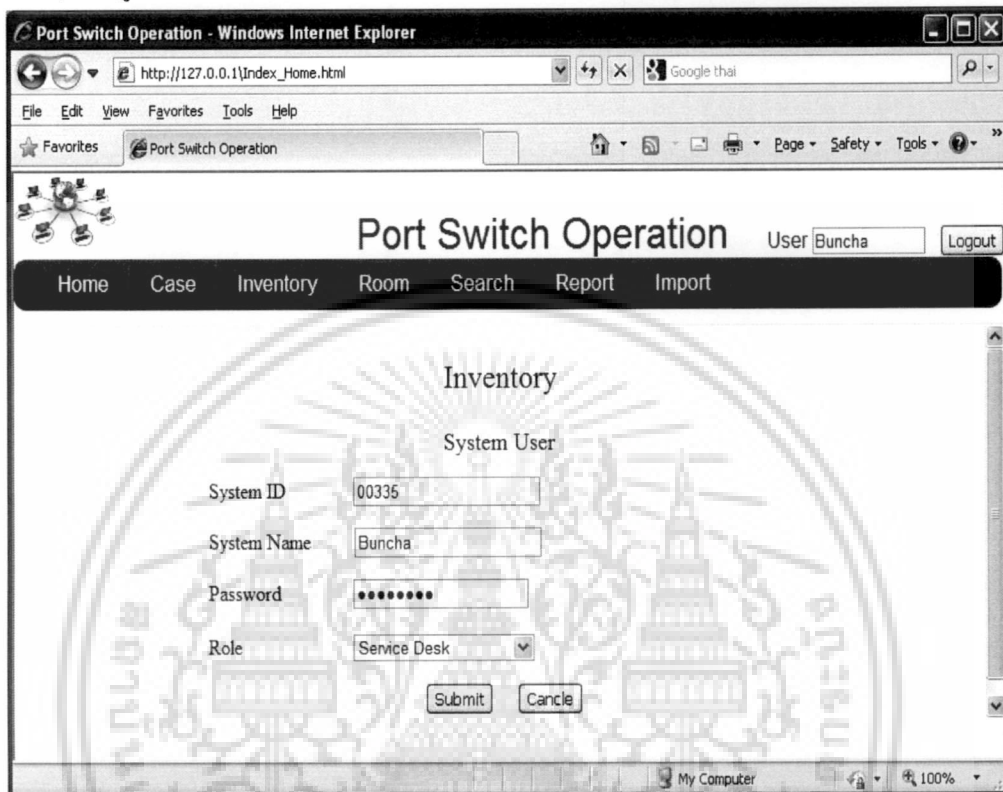 Port Switch Operation - Windows Internet Explorer
http://127.0.0.1\Index_Home.html
Google thai
File Edit View Favorites Tools Help
Favorites Port Switch Operation Page Safety Tools
Port Switch Operation User Buncha Logout
Home Case Inventory Room Search Report Import
Inventory
System User
System ID 00335
System Name Buncha
Password ••••••••
Role Service Desk
Submit Cancle
My Computer 100%